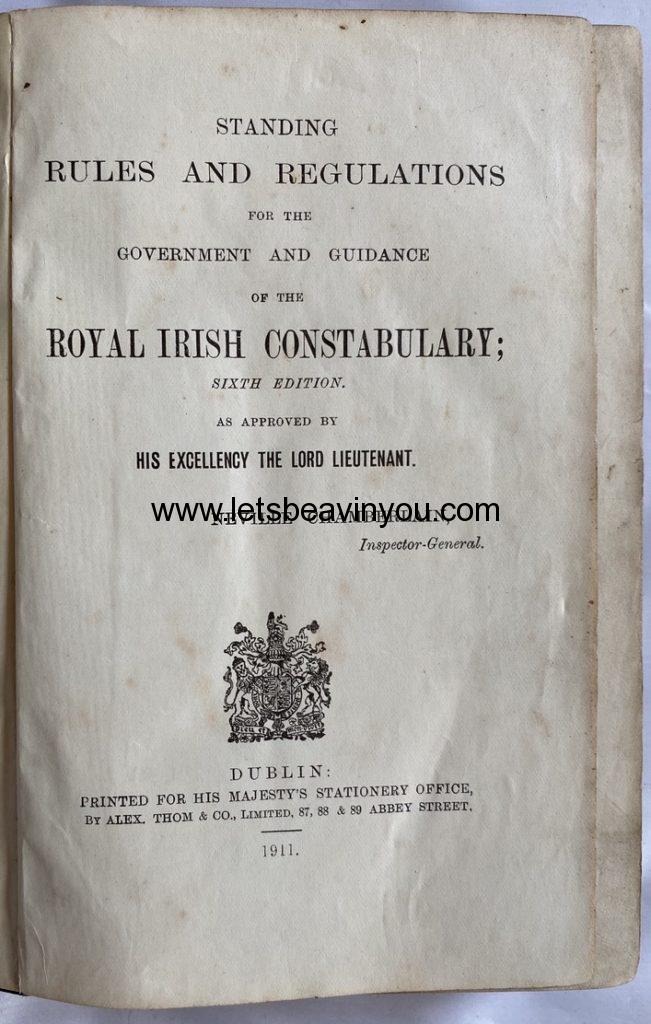 STANDING
RULES AND REGULATIONS
FOR THE
GOVERNMENT AND GUIDANCE
OF THE
ROYAL IRISH CONSTABULARY;
SIXTH EDITION.
AS APPROVED BY
HIS EXCELLENCY THE LORD LIEUTENANT.
www.letsbeavinyou.com
NEVILLE CHAMBERLAIN,
Inspector-General.
DUBLIN:
PRINTED FOR HIS MAJESTY'S STATIONERY OFFICE,
BY ALEX. THOM & CO., LIMITED, 87, 88 & 89 ABBEY STREET.
1911.